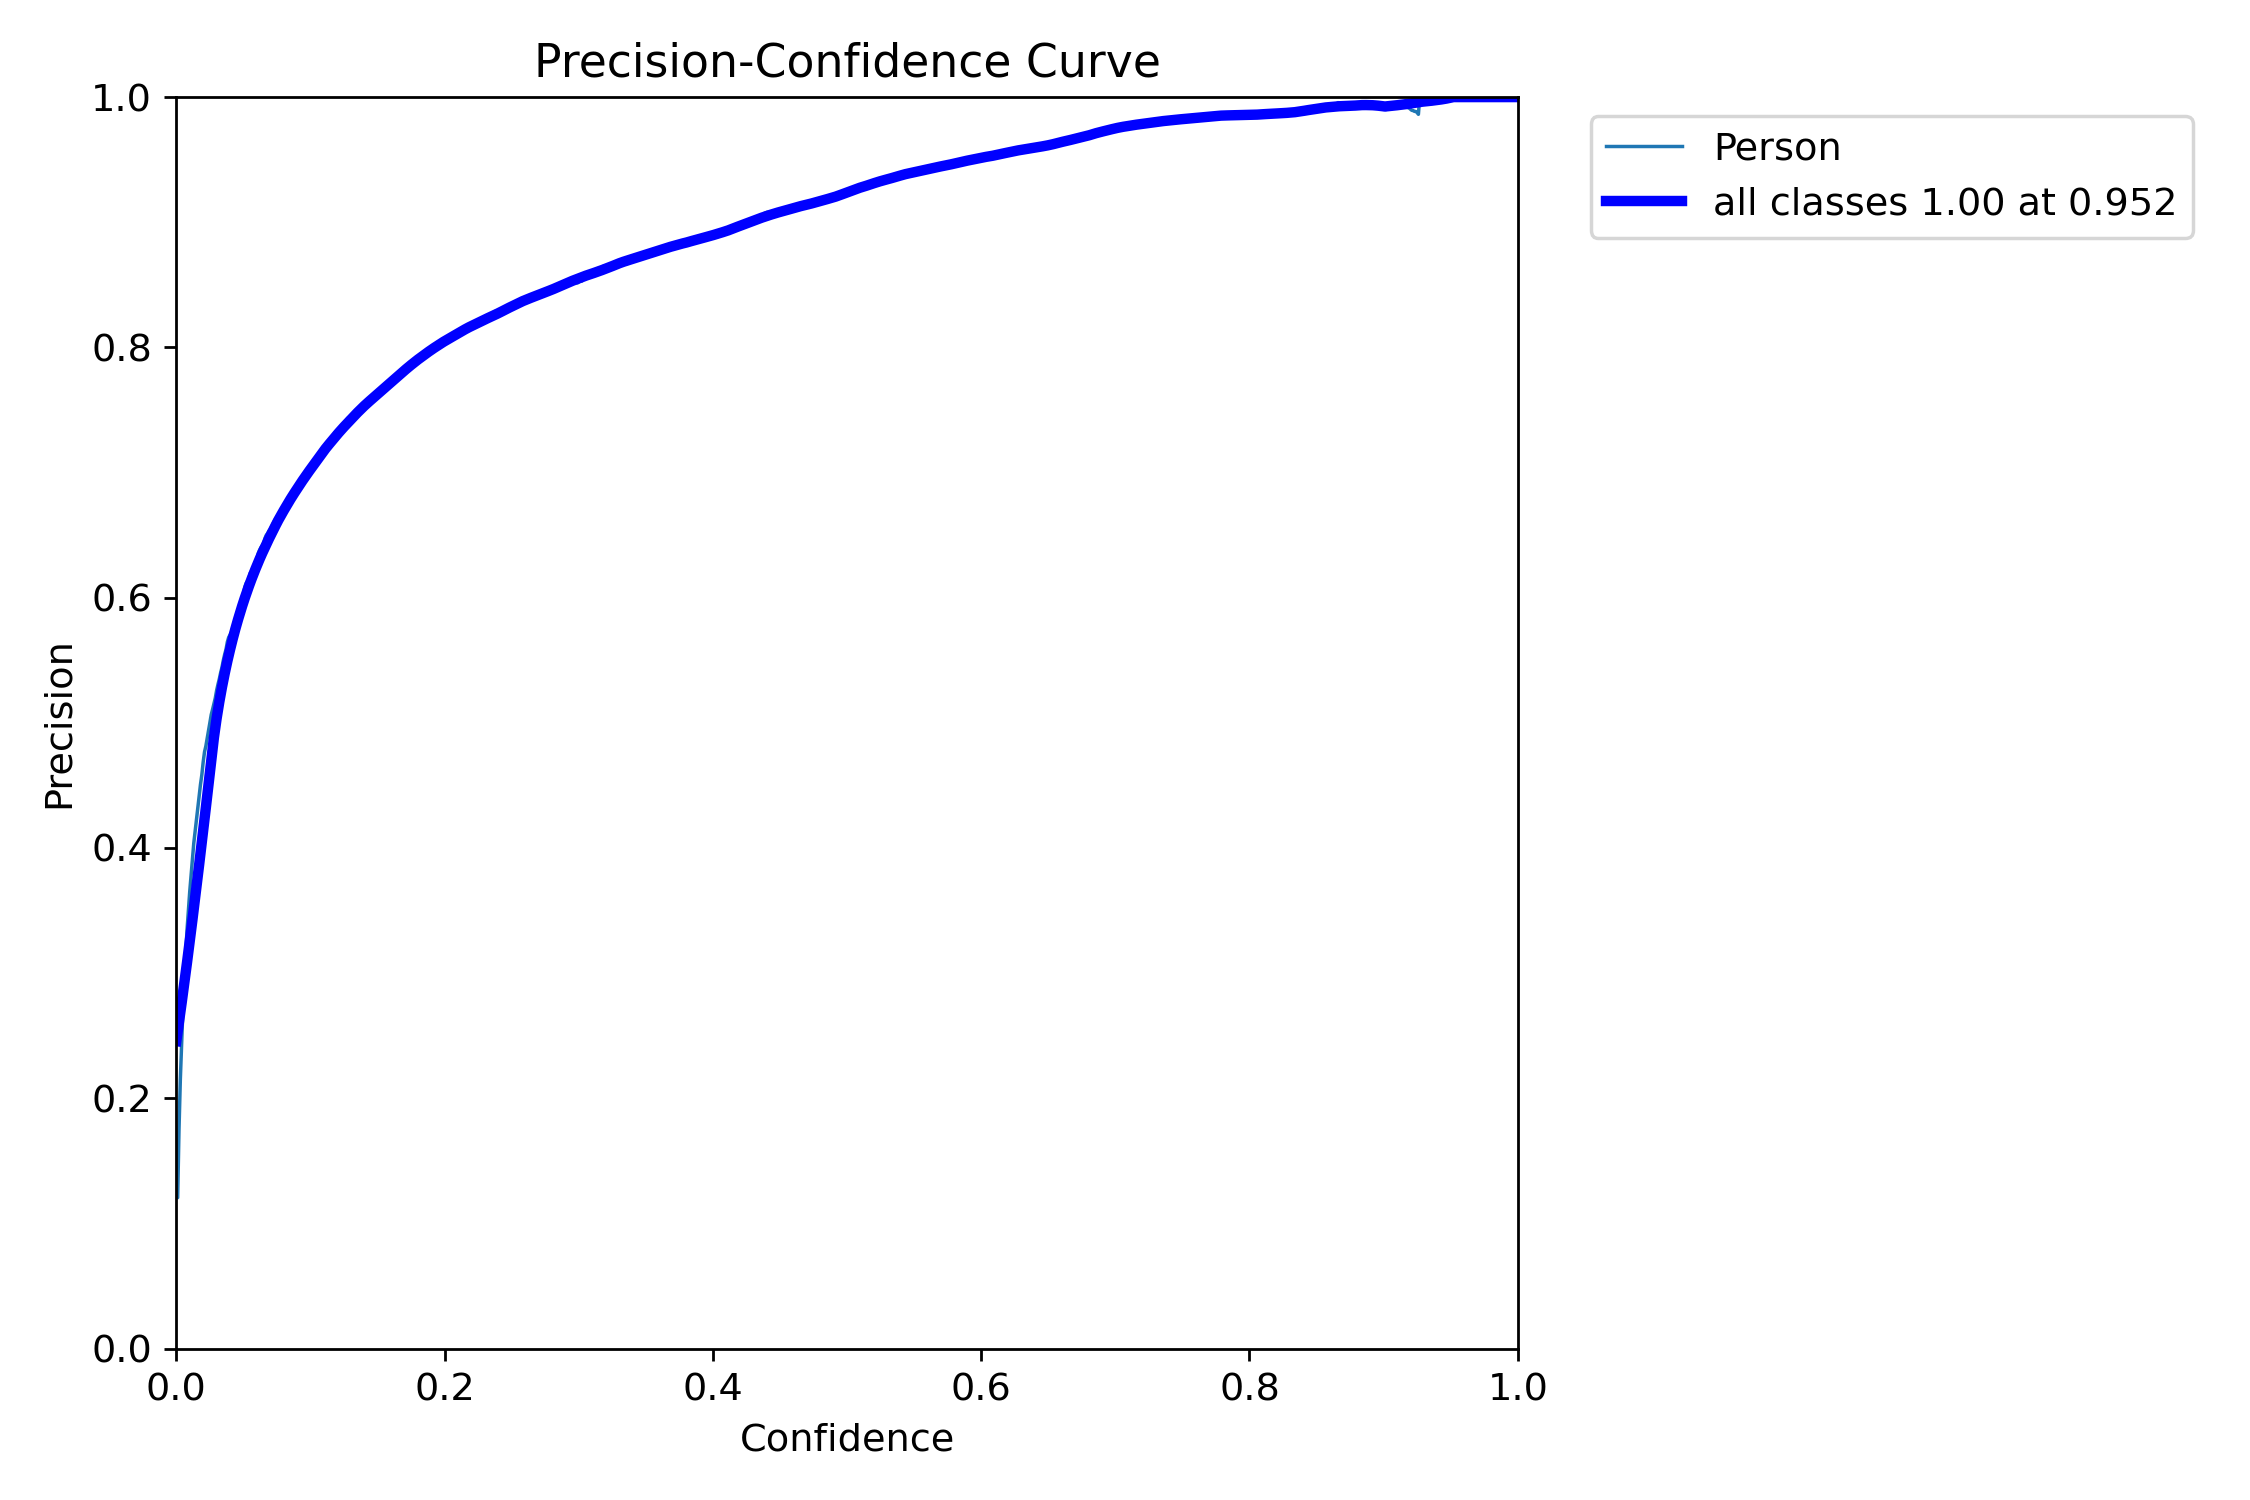 Precision-Confidence Curve
1.0
0.8
0.6
0.4
0.2
0.0
Precision
0.0 0.2 0.4 0.6 0.8 1.0
Confidence
Person
all classes 1.00 at 0.952